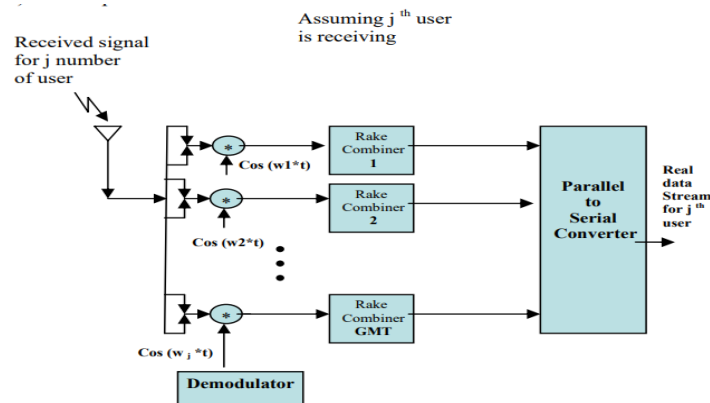 Assuming j th user
is receiving
Received signal
for j number
of user
*
Cos (w1*t)
Rake
Combiner
1
*
Cos (w2*t)
Rake
Combiner
2
*
Cos (w j *t)
Rake
Combiner
GMT
Demodulator
Parallel
to
Serial
Converter
Real
data
Stream
for j th
user